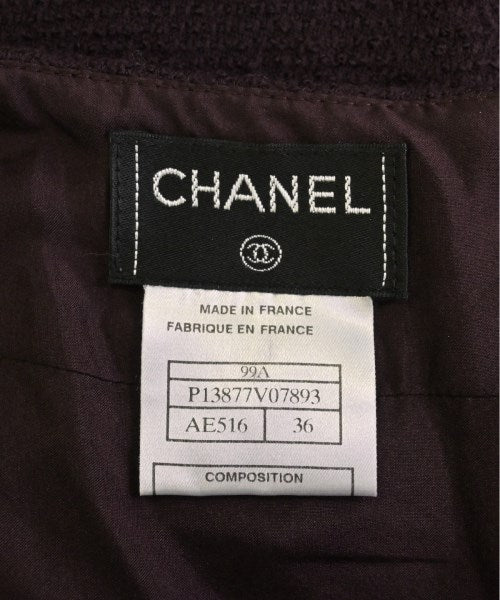 CHANEL
MADE IN FRANCE
FABRIQUE EN FRANCE
99A
P13877V07893
AE516 36
COMPOSITION